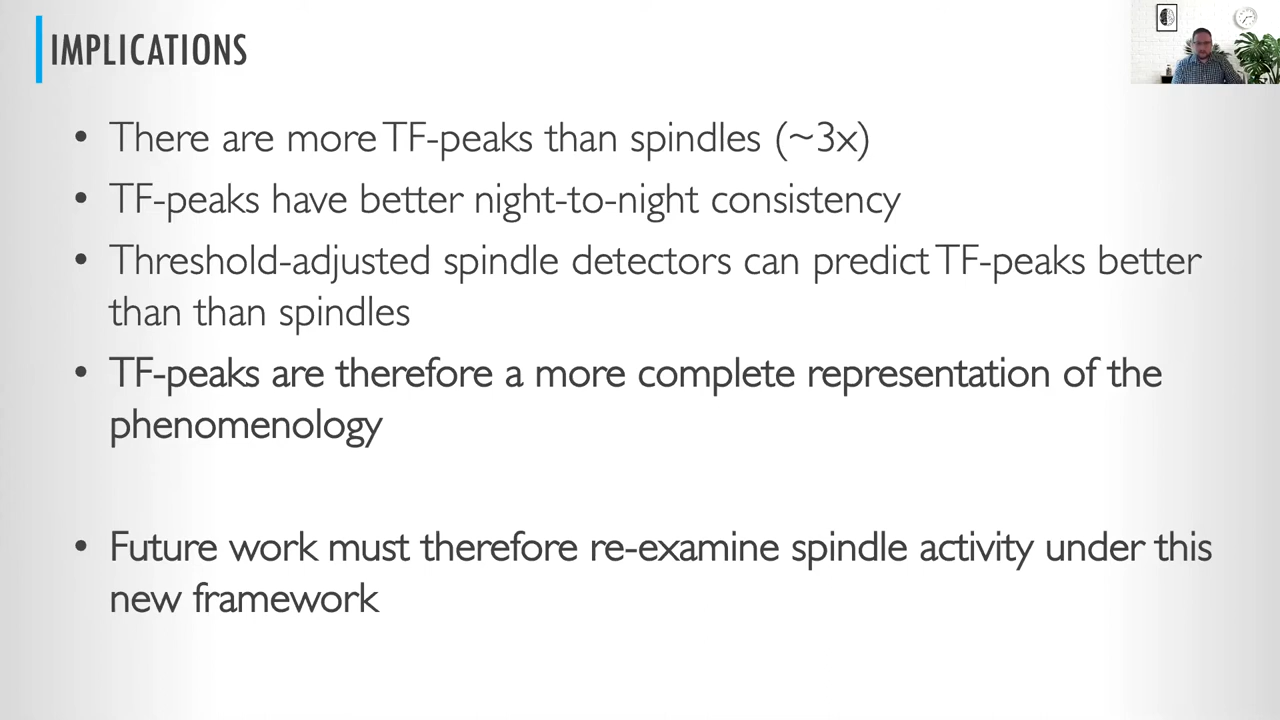 IMPLICATIONS
• There are more TF-peaks than spindles (~3x)
• TF-peaks have better night-to-night consistency
• Threshold-adjusted spindle detectors can predict TF-peaks better
than than spindles
• TF-peaks are therefore a more complete representation of the
phenomenology
• Future work must therefore re-examine spindle activity under this
new framework